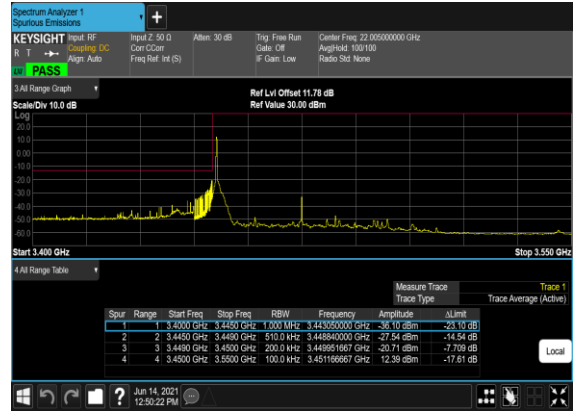 Spectrum Analyzer 1
Spurious Emissions
KEYSIGHT Input: RF Input Z: 50 Ω Atten: 30 dB Trig: Free Run Center Freq: 22.005000000 GHz
R T Coupling: DC Corr CCorr Gate: Off Avg|Hold: 100/100
Align: Auto Freq Ref: Int (S) IF Gain: Low Radio Std: None
PASS
3 All Range Graph
Ref Lvl Offset 11.78 dB
Scale/Div 10.0 dB Ref Value 30.00 dBm
Log
20.0
10.0
0.00
-10.0
-20.0
-30.0
-40.0
-50.0
-60.0
Start 3.400 GHz Stop 3.550 GHz
4 All Range Table
Measure Trace Trace 1
Trace Type Trace Average (Active)
Spur Range Start Freq Stop Freq RBW Frequency Amplitude ΔLimit
1 1 3.4000 GHz 3.4450 GHz 1.000 MHz 3.443050000 GHz -36.10 dBm -23.10 dB
2 2 3.4450 GHz 3.4490 GHz 510.0 kHz 3.448840000 GHz -27.54 dBm -14.54 dB
3 3 3.4490 GHz 3.4500 GHz 200.0 kHz 3.449951667 GHz -20.71 dBm -7.709 dB
4 4 3.4500 GHz 3.5500 GHz 100.0 kHz 3.451166667 GHz 12.39 dBm -17.61 dB
Local
Jun 14, 2021
12:50:22 PM